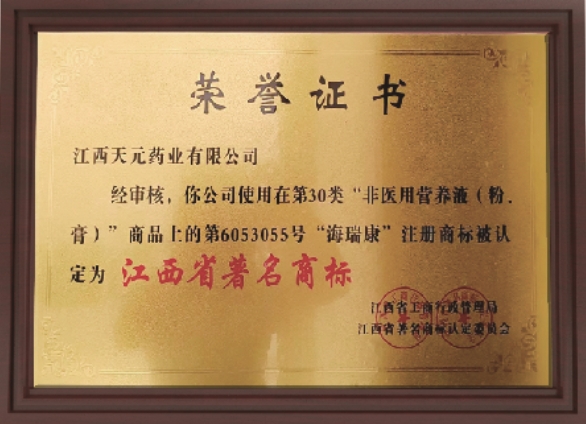 荣誉证书
江西天元药业有限公司
经审核，你公司使用在第30类“非医用营养液（粉、
膏）”商品上的第6053055号“海瑞康”注册商标被认
定为 江西省著名商标
江西省工商行政管理局
江西省著名商标认定委员会